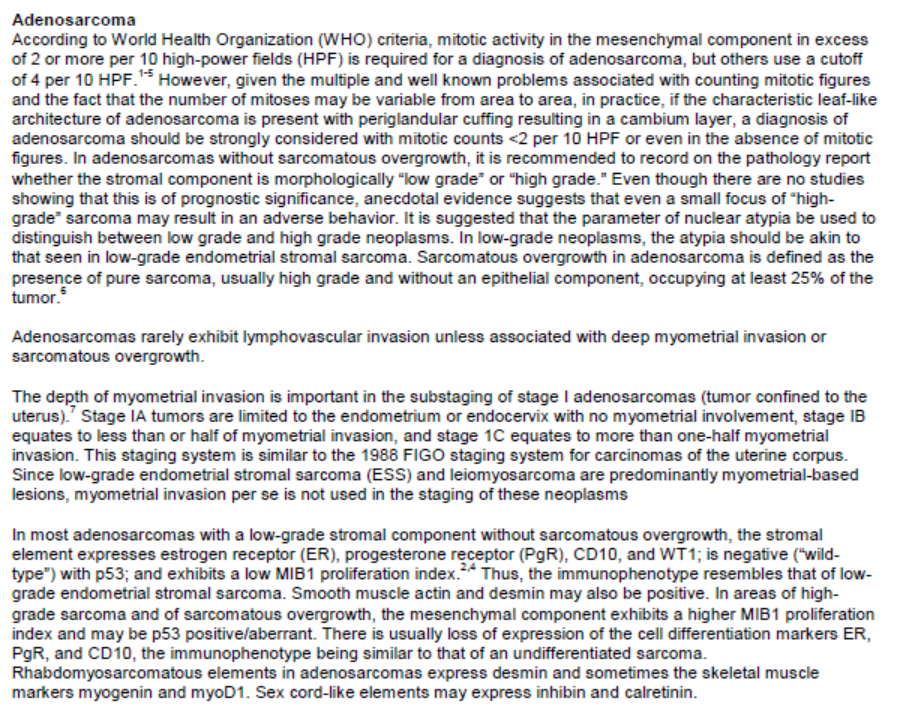 Adenosarcoma
According to World Health Organization (WHO) criteria, mitotic activity in the mesenchymal component in excess
of 2 or more per 10 high-power fields (HPF) is required for a diagnosis of adenosarcoma, but others use a cutoff
of 4 per 10 HPF.1-5 However, given the multiple and well known problems associated with counting mitotic figures
and the fact that the number of mitoses may be variable from area to area, in practice, if the characteristic leaf-like
architecture of adenosarcoma is present with periglandular cuffing resulting in a cambium layer, a diagnosis of
adenosarcoma should be strongly considered with mitotic counts <2 per 10 HPF or even in the absence of mitotic
figures. In adenosarcomas without sarcomatous overgrowth, it is recommended to record on the pathology report
whether the stromal component is morphologically "low grade" or "high grade." Even though there are no studies
showing that this is of prognostic significance, anecdotal evidence suggests that even a small focus of "high-
grade" sarcoma may result in an adverse behavior. It is suggested that the parameter of nuclear atypia be used to
distinguish between low grade and high grade neoplasms. In low-grade neoplasms, the atypia should be akin to
that seen in low-grade endometrial stromal sarcoma. Sarcomatous overgrowth in adenosarcoma is defined as the
presence of pure sarcoma, usually high grade and without an epithelial component, occupying at least 25% of the
tumor.6
Adenosarcomas rarely exhibit lymphovascular invasion unless associated with deep myometrial invasion or
sarcomatous overgrowth.
The depth of myometrial invasion is important in the substaging of stage I adenosarcomas (tumor confined to the
uterus).7 Stage IA tumors are limited to the endometrium or endocervix with no myometrial involvement, stage IB
equates to less than or half of myometrial invasion, and stage 1C equates to more than one-half myometrial
invasion. This staging system is similar to the 1988 FIGO staging system for carcinomas of the uterine corpus.
Since low-grade endometrial stromal sarcoma (ESS) and leiomyosarcoma are predominantly myometrial-based
lesions, myometrial invasion per se is not used in the staging of these neoplasms
In most adenosarcomas with a low-grade stromal component without sarcomatous overgrowth, the stromal
element expresses estrogen receptor (ER), progesterone receptor (PgR), CD10, and WT1; is negative ("wild-
type") with p53; and exhibits a low MIB1 proliferation index.2,4 Thus, the immunophenotype resembles that of low-
grade endometrial stromal sarcoma. Smooth muscle actin and desmin may also be positive. In areas of high-
grade sarcoma and of sarcomatous overgrowth, the mesenchymal component exhibits a higher MIB1 proliferation
index and may be p53 positive/aberrant. There is usually loss of expression of the cell differentiation markers ER,
PgR, and CD10, the immunophenotype being similar to that of an undifferentiated sarcoma.
Rhabdomyosarcomatous elements in adenosarcomas express desmin and sometimes the skeletal muscle
markers myogenin and myoD1. Sex cord-like elements may express inhibin and calretinin.